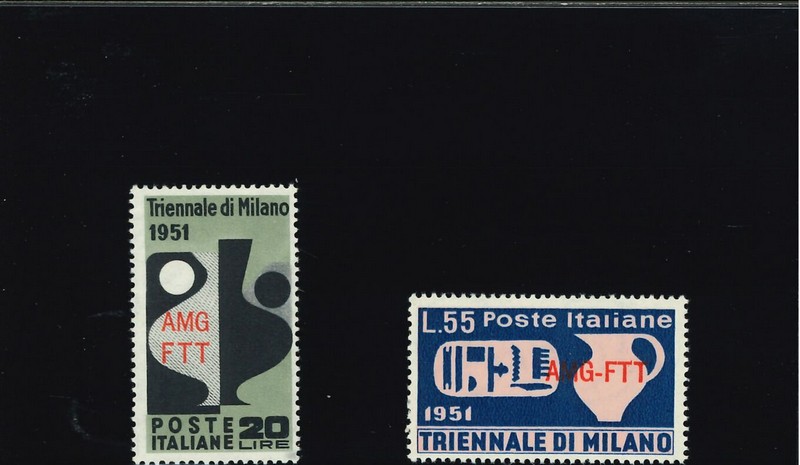 Triennale di Milano
1951
AMG
FTT
POSTE
ITALIANE
20
LIRE
L.55 Poste Italiane
AMG-FTT
1951
TRIENNALE DI MILANO